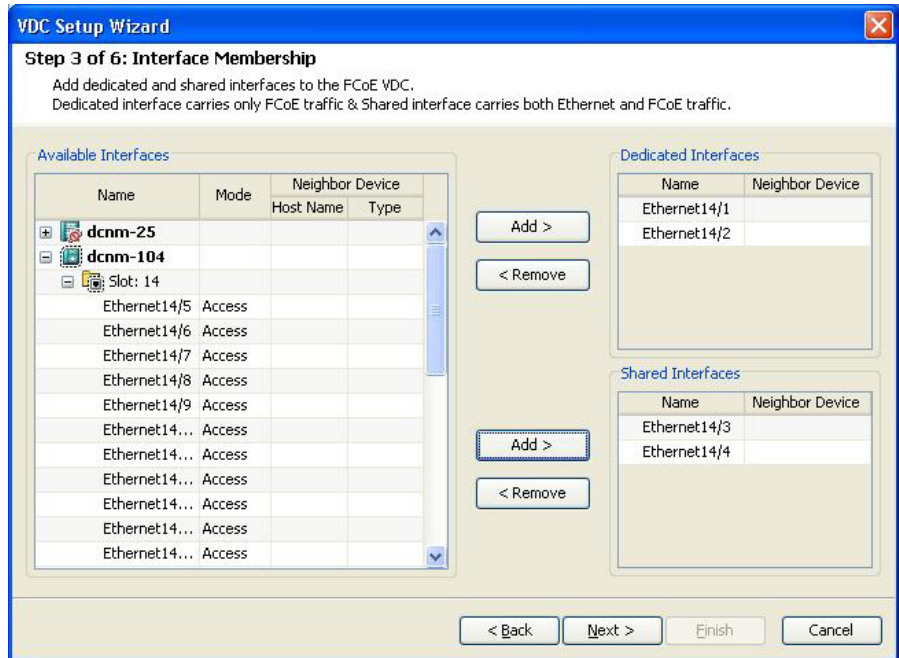 VDC Setup Wizard
Step 3 of 6: Interface Membership
Add dedicated and shared interfaces to the FCoE VDC.
Dedicated interface carries only FCoE traffic & Shared interface carries both Ethernet and FCoE traffic.
Available Interfaces
Name Mode Neighbor Device
Host Name Type
dcnm-25
dcnm-104
Slot: 14
Ethernet14/5 Access
Ethernet14/6 Access
Ethernet14/7 Access
Ethernet14/8 Access
Ethernet14/9 Access
Ethernet14... Access
Ethernet14... Access
Ethernet14... Access
Ethernet14... Access
Ethernet14... Access
Ethernet14... Access
Add >
< Remove
Add >
< Remove
Dedicated Interfaces
Name Neighbor Device
Ethernet14/1
Ethernet14/2
Shared Interfaces
Name Neighbor Device
Ethernet14/3
Ethernet14/4
< Back Next > Finish Cancel